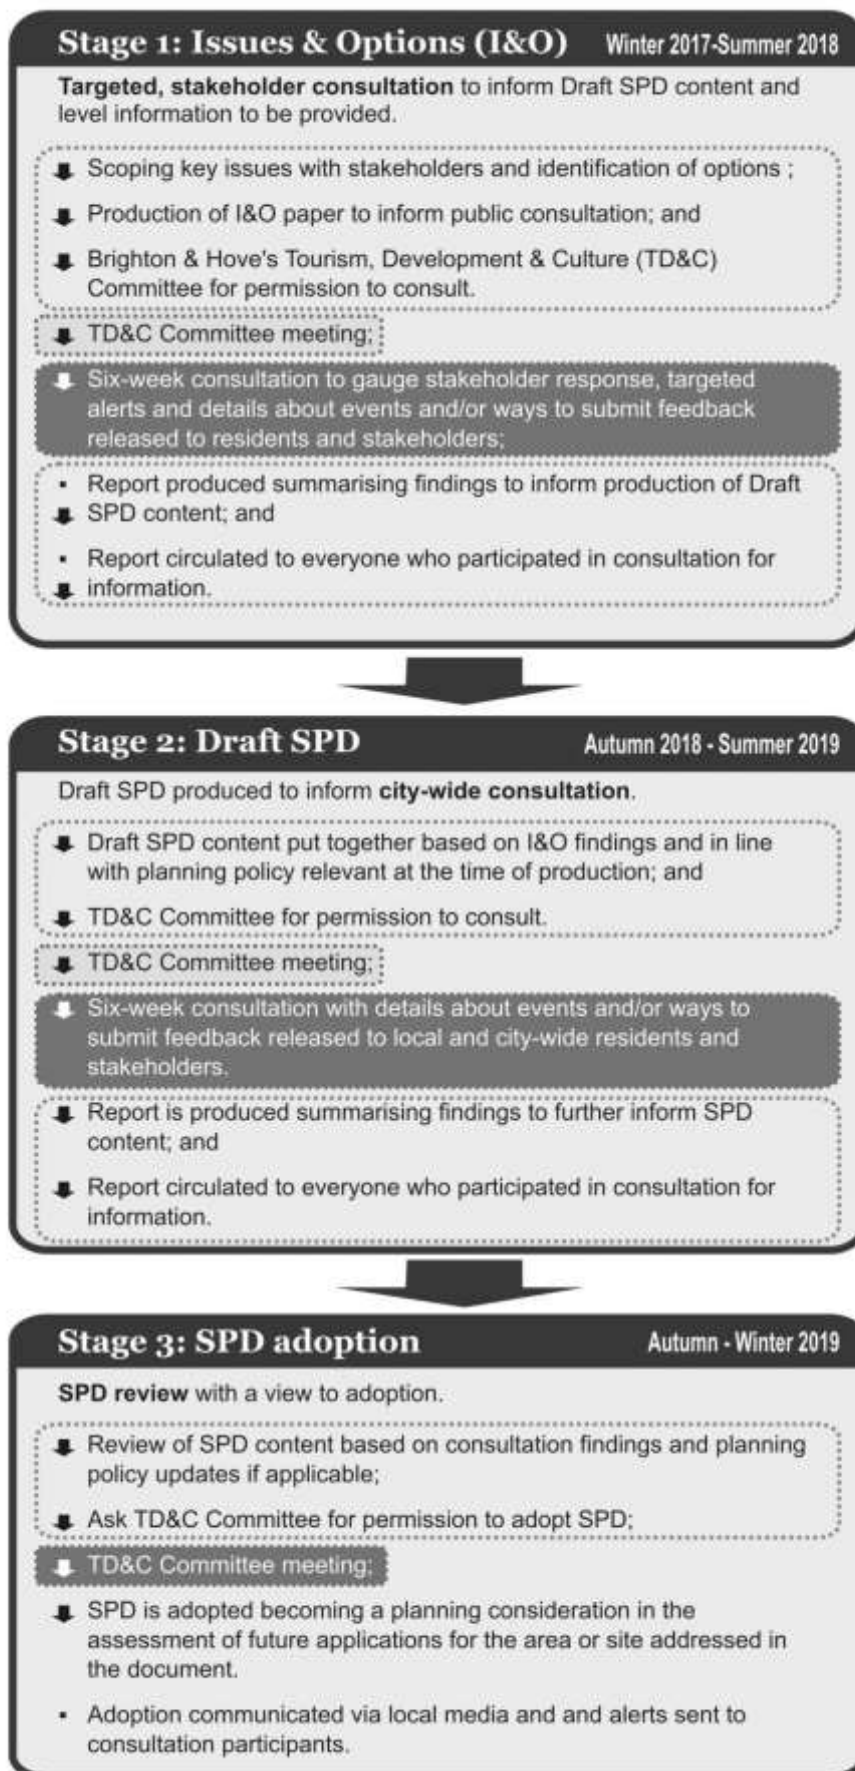 Stage 1: Issues & Options (I&O) Winter 2017-Summer 2018
Targeted, stakeholder consultation to inform Draft SPD content and
level information to be provided.
Scoping key issues with stakeholders and identification of options ;
Production of I&O paper to inform public consultation; and
Brighton & Hove's Tourism, Development & Culture (TD&C)
Committee for permission to consult.
TD&C Committee meeting;
Six-week consultation to gauge stakeholder response, targeted
alerts and details about events and/or ways to submit feedback
released to residents and stakeholders;
▪ Report produced summarising findings to inform production of Draft
SPD content; and
▪ Report circulated to everyone who participated in consultation for
information.
Stage 2: Draft SPD Autumn 2018 - Summer 2019
Draft SPD produced to inform city-wide consultation.
Draft SPD content put together based on I&O findings and in line
with planning policy relevant at the time of production; and
TD&C Committee for permission to consult.
TD&C Committee meeting;
Six-week consultation with details about events and/or ways to
submit feedback released to local and city-wide residents and
stakeholders.
Report is produced summarising findings to further inform SPD
content; and
Report circulated to everyone who participated in consultation for
information.
Stage 3: SPD adoption Autumn - Winter 2019
SPD review with a view to adoption.
Review of SPD content based on consultation findings and planning
policy updates if applicable;
Ask TD&C Committee for permission to adopt SPD;
TD&C Committee meeting;
SPD is adopted becoming a planning consideration in the
assessment of future applications for the area or site addressed in
the document.
▪ Adoption communicated via local media and and alerts sent to
consultation participants.